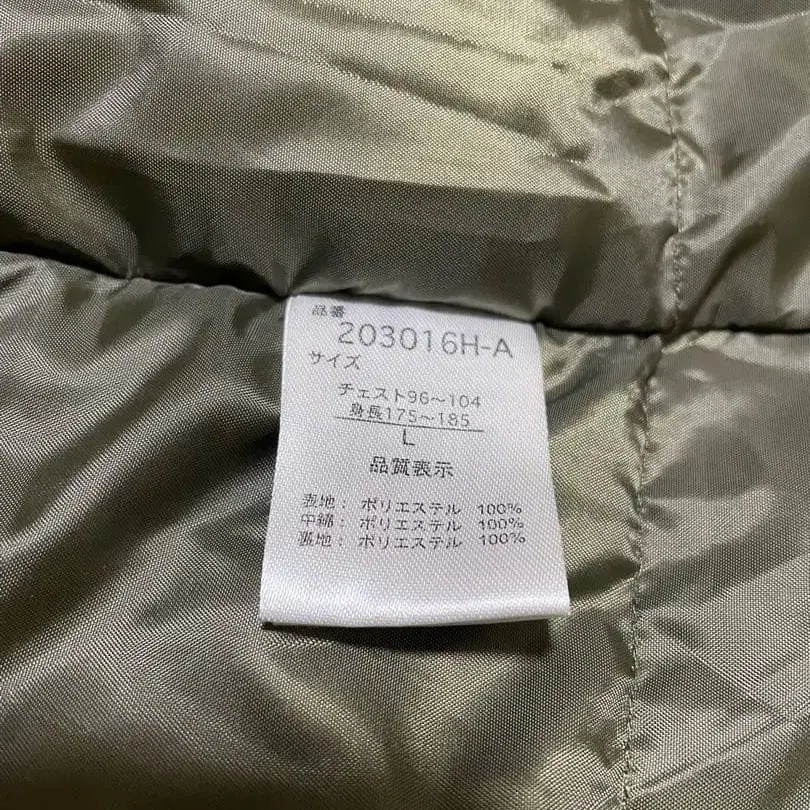 品番
203016H-A
サイズ
チェスト96～104
身長175～185
L
品質表示
表地： ポリエステル 100%
中綿： ポリエステル 100%
裏地： ポリエステル 100%